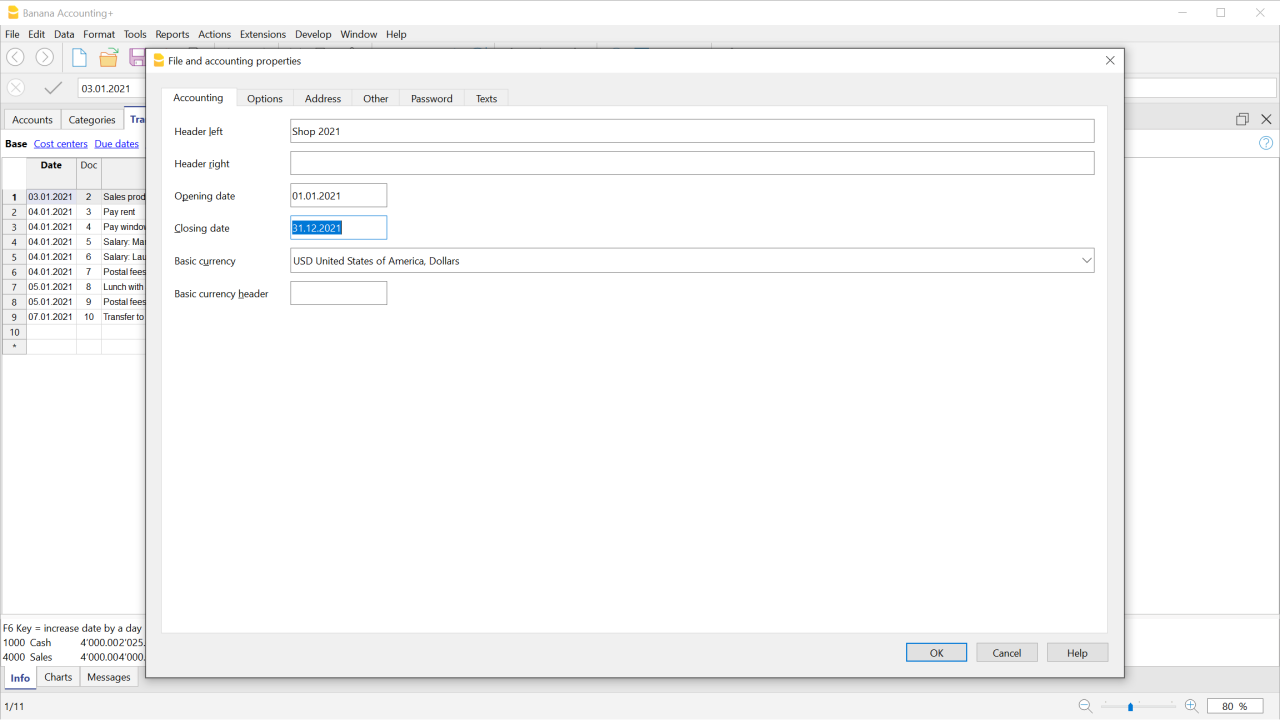 Banana Accounting+
File Edit Data Format Tools Reports Actions Extensions Develop Window Help
File and accounting properties
03.01.2021
Accounting Options Address Other Password Texts
Accounts Categories Tra
Base Cost centers Due dates
Date Doc
1 03.01.2021 2 Sales prod
2 04.01.2021 3 Pay rent
3 04.01.2021 4 Pay window
4 04.01.2021 5 Salary: Mar
5 04.01.2021 6 Salary: Lau
6 04.01.2021 7 Postal fees
7 05.01.2021 8 Lunch with
8 05.01.2021 9 Postal fees
9 07.01.2021 10 Transfer to
10
*
Header left Shop 2021
Header right
Opening date 01.01.2021
Closing date 31.12.2021
Basic currency USD United States of America, Dollars
Basic currency header
OK Cancel Help
F6 Key = increase date by a day
1000 Cash 4'000.002'025.
4000 Sales 4'000.004'000.
Info Charts Messages
1/11
80 %